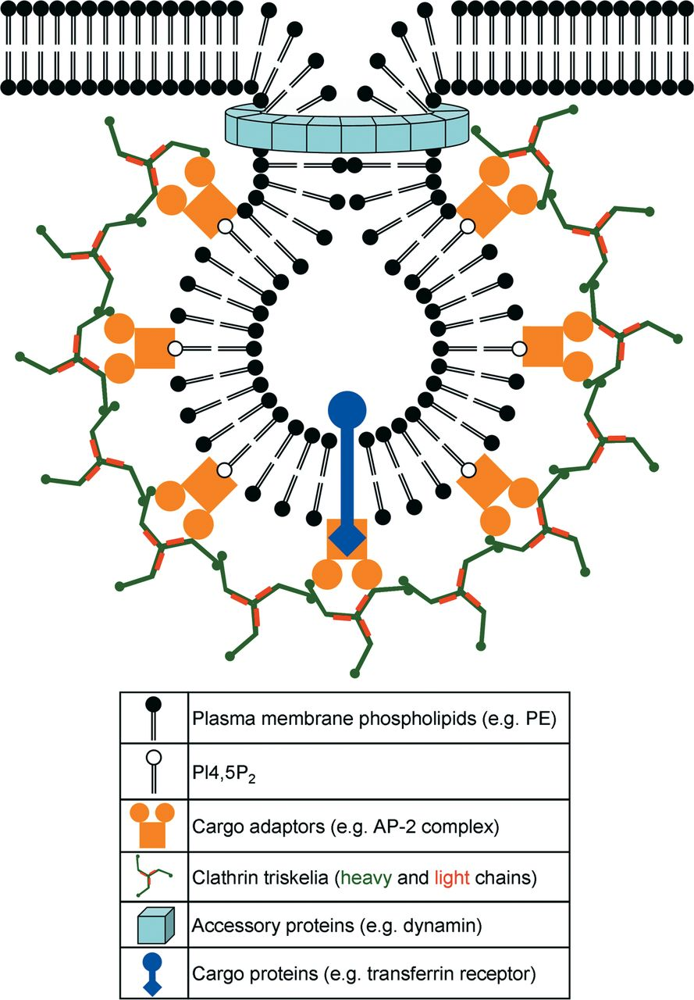 Plasma membrane phospholipids (e.g. PE)
PI4,5P₂
Cargo adaptors (e.g. AP-2 complex)
Clathrin triskelia (heavy and light chains)
Accessory proteins (e.g. dynamin)
Cargo proteins (e.g. transferrin receptor)